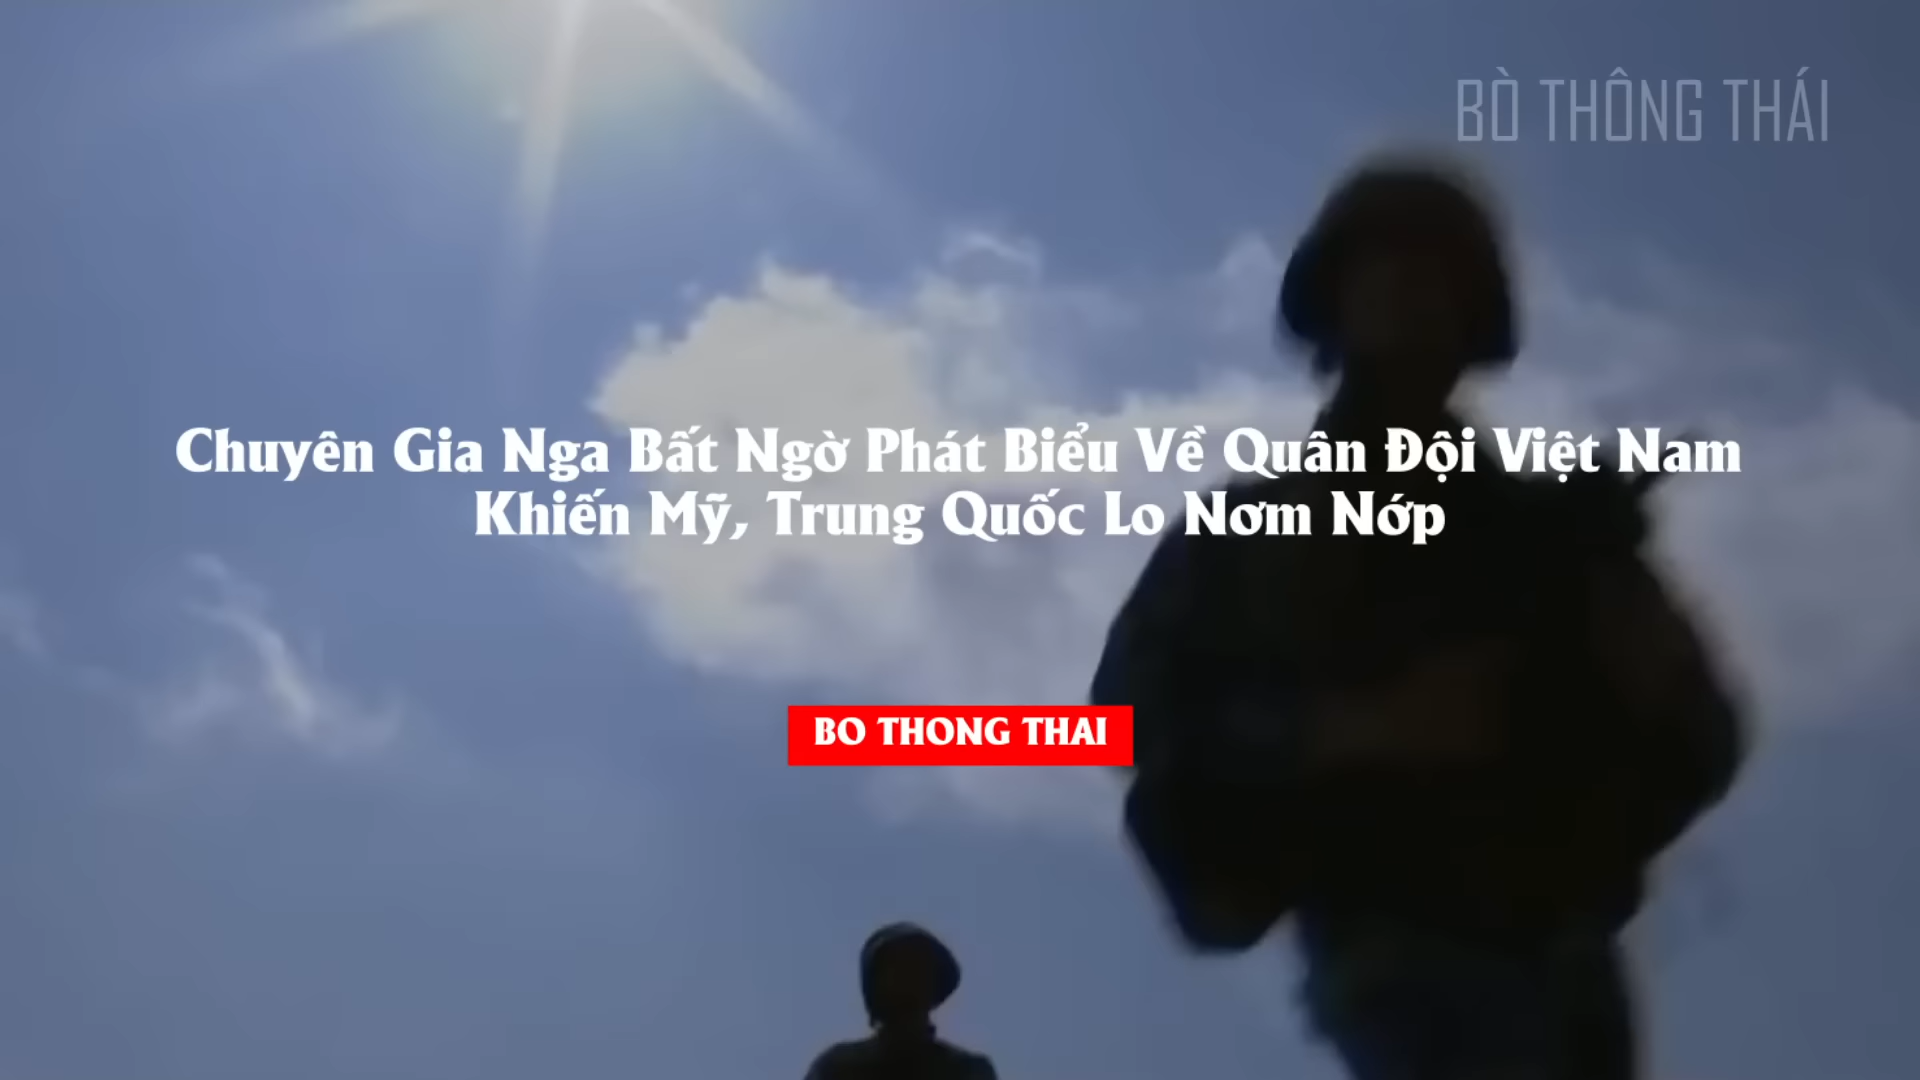 BÒ THÔNG THÁI
Chuyên Gia Nga Bất Ngờ Phát Biểu Về Quân Đội Việt Nam
Khiến Mỹ, Trung Quốc Lo Nơm Nớp
BO THONG THAI